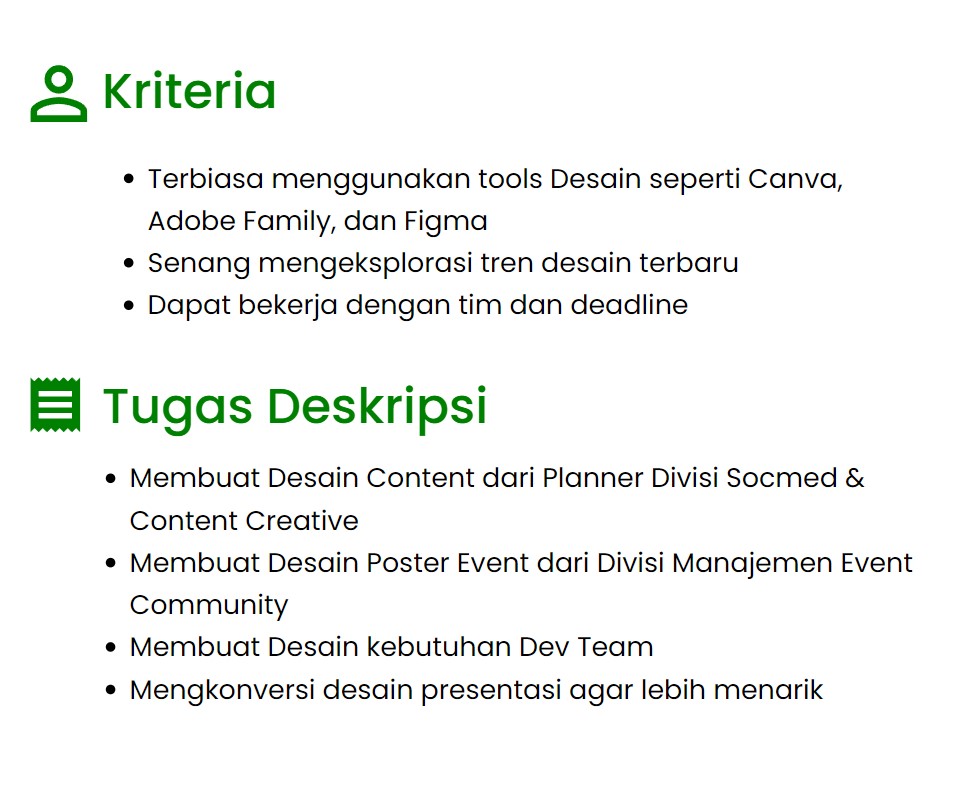 Kriteria
• Terbiasa menggunakan tools Desain seperti Canva,
Adobe Family, dan Figma
• Senang mengeksplorasi tren desain terbaru
• Dapat bekerja dengan tim dan deadline
Tugas Deskripsi
• Membuat Desain Content dari Planner Divisi Socmed &
Content Creative
• Membuat Desain Poster Event dari Divisi Manajemen Event
Community
• Membuat Desain kebutuhan Dev Team
• Mengkonversi desain presentasi agar lebih menarik